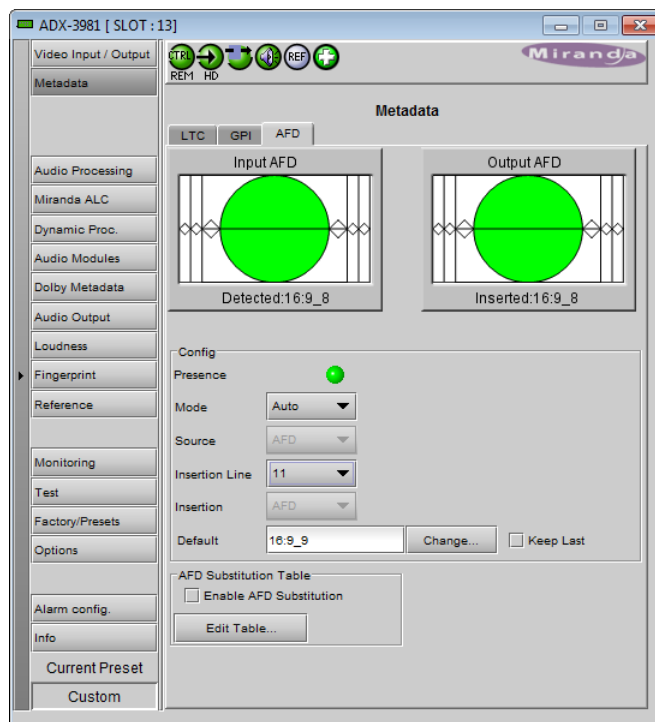 ADX-3981 [ SLOT : 13]
Video Input / Output
Metadata
Audio Processing
Miranda ALC
Dynamic Proc.
Audio Modules
Dolby Metadata
Audio Output
Loudness
Fingerprint
Reference
Monitoring
Test
Factory/Presets
Options
Alarm config.
Info
Current Preset
Custom
CTRL
REF
REM HD
Miranda
Metadata
LTC GPI AFD
Input AFD
Detected:16:9_8
Output AFD
Inserted:16:9_8
Config
Presence
Mode Auto
Source AFD
Insertion Line 11
Insertion AFD
Default 16:9_9 Change... Keep Last
AFD Substitution Table
Enable AFD Substitution
Edit Table...